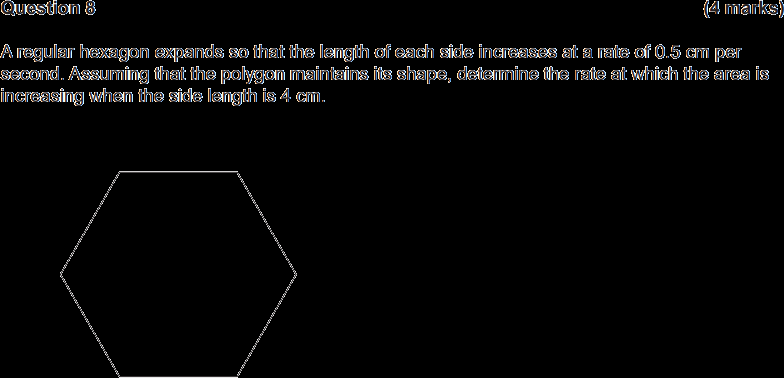 Question 8 (4 marks)
A regular hexagon expands so that the length of each side increases at a rate of 0.5 cm per
second. Assuming that the polygon maintains its shape, determine the rate at which the area is
increasing when the side length is 4 cm.